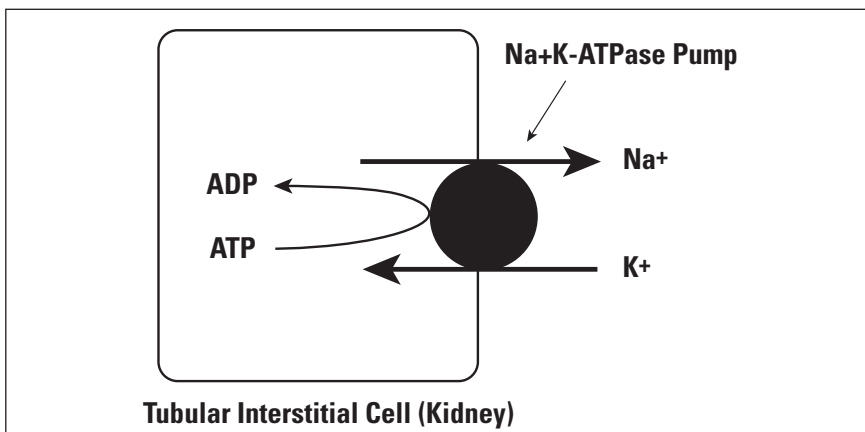 Na+K-ATPase Pump
Na+
ADP
ATP
K+
Tubular Interstitial Cell (Kidney)